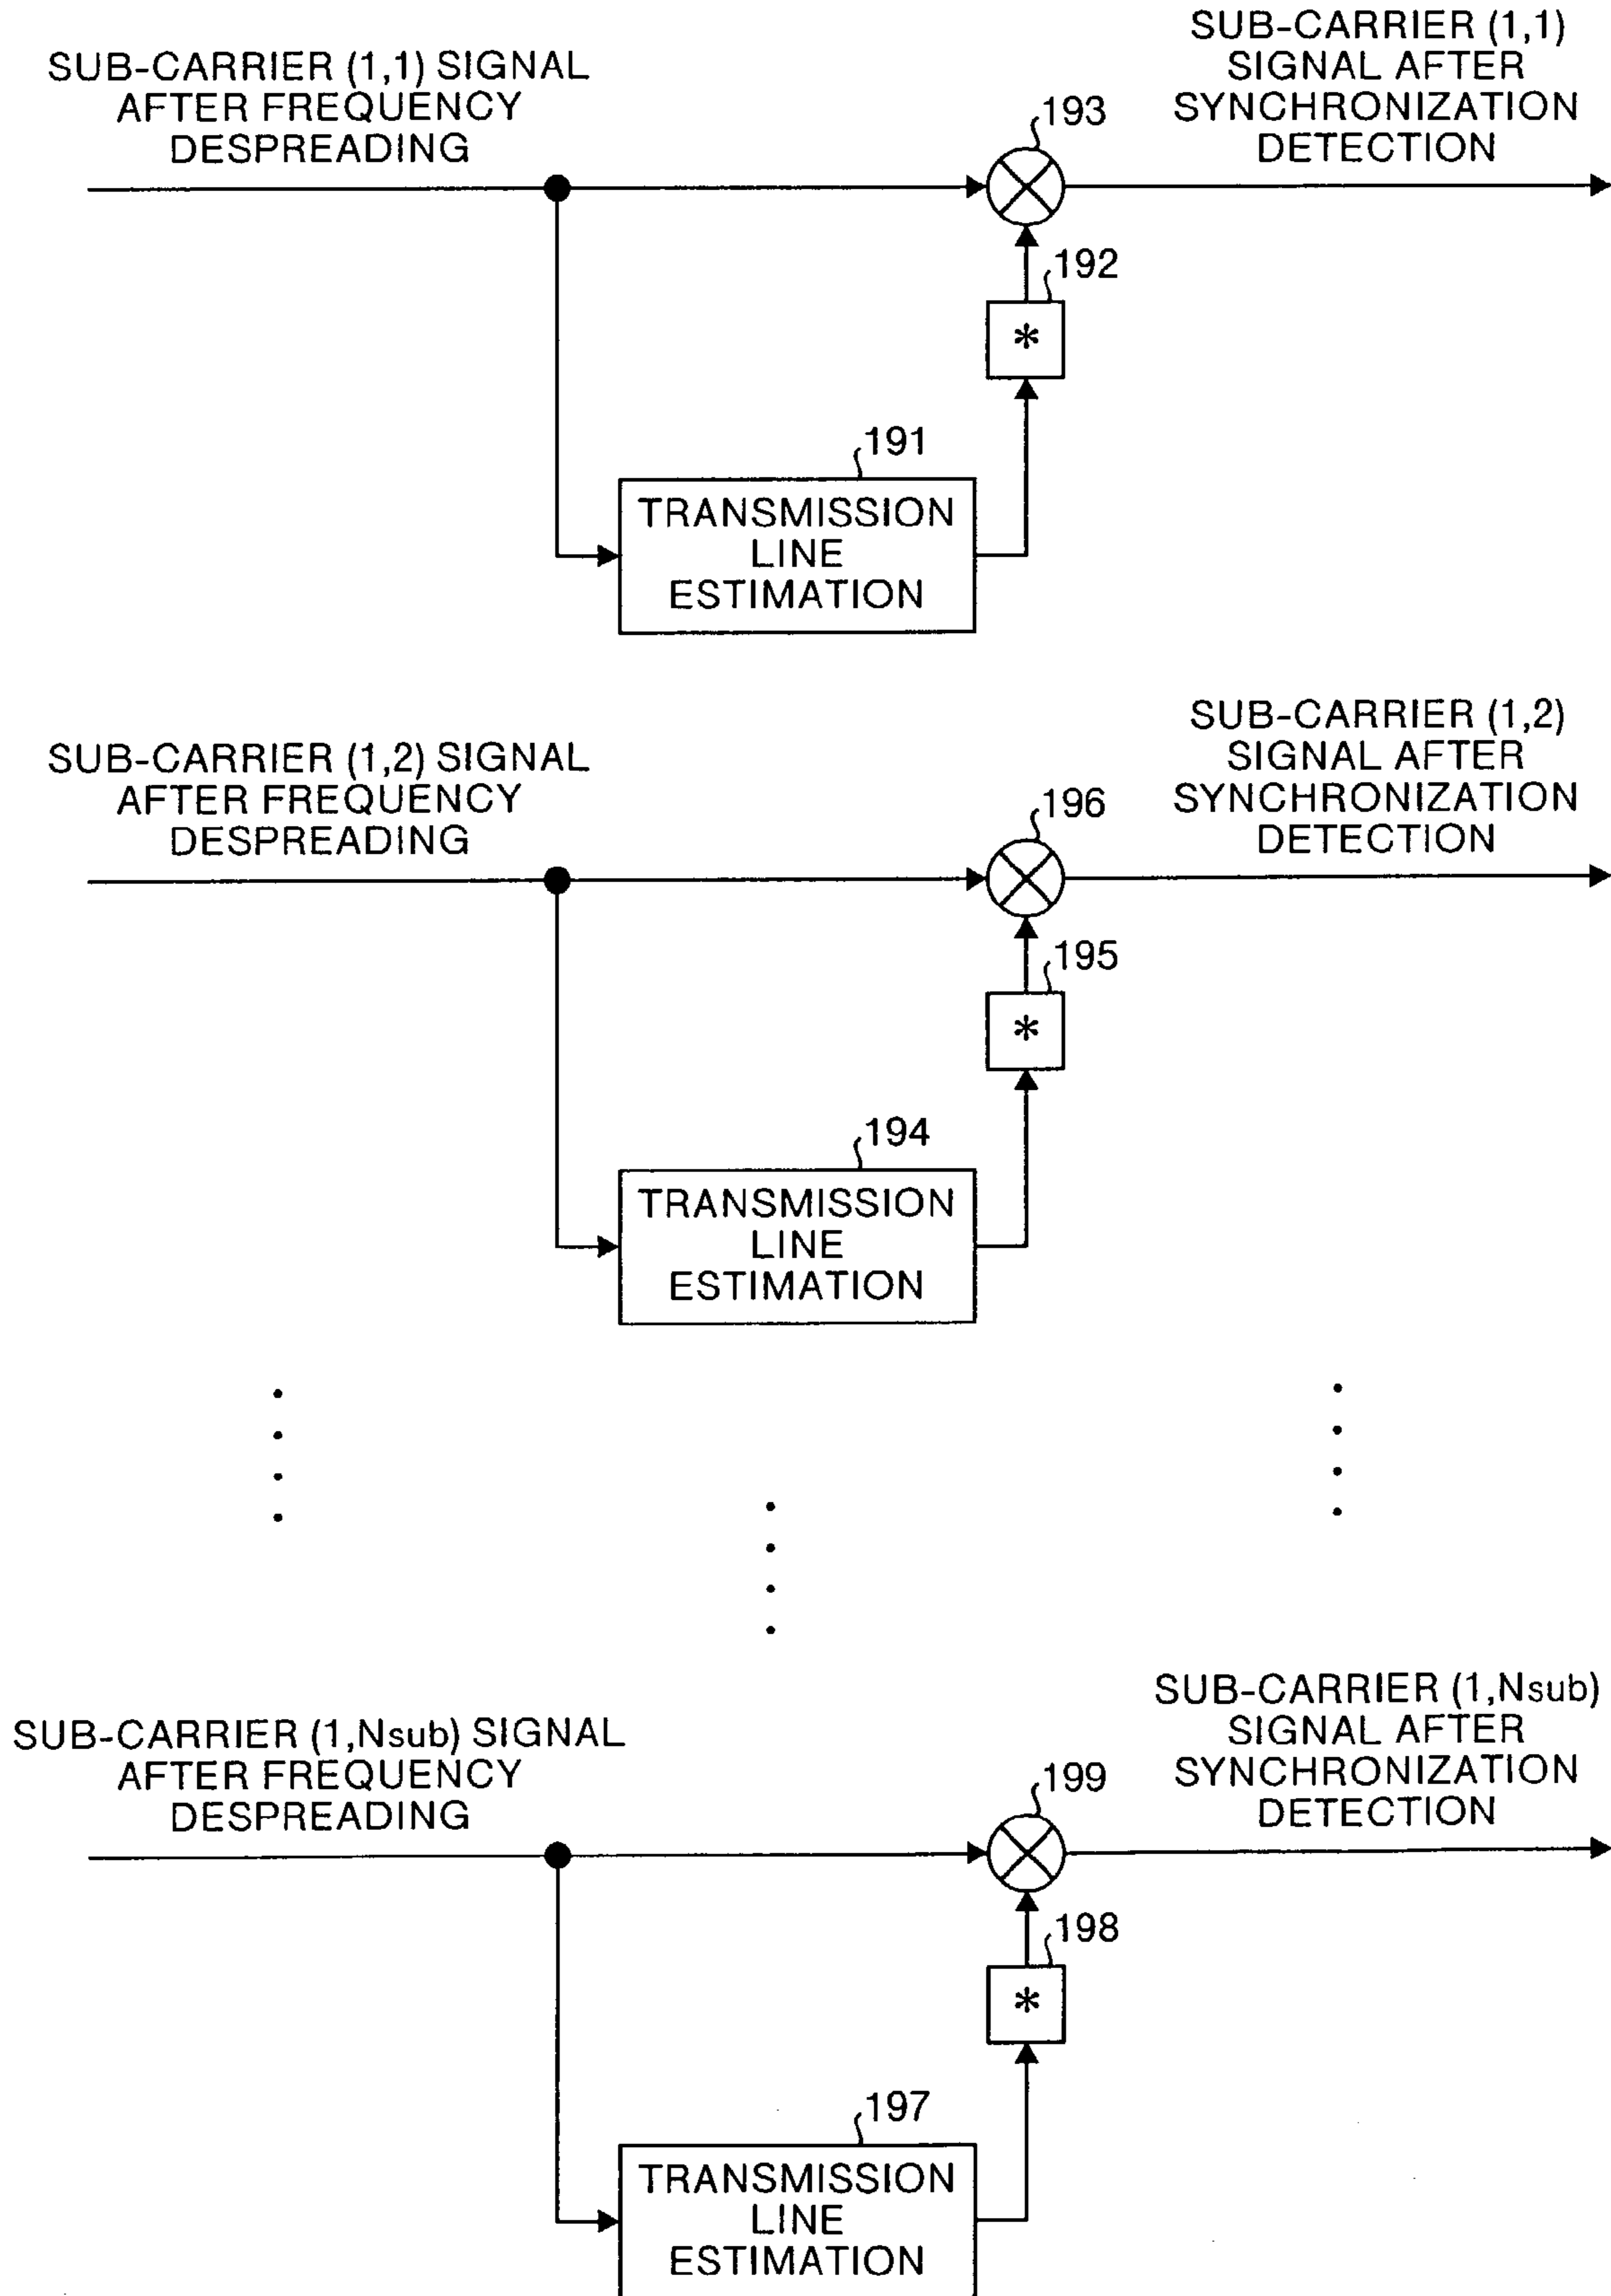 SUB-CARRIER (1,1) SIGNAL
AFTER FREQUENCY
DESPREADING
SUB-CARRIER (1,1)
SIGNAL AFTER
SYNCHRONIZATION
DETECTION
193
192
*
191
TRANSMISSION
LINE
ESTIMATION
SUB-CARRIER (1,2) SIGNAL
AFTER FREQUENCY
DESPREADING
SUB-CARRIER (1,2)
SIGNAL AFTER
SYNCHRONIZATION
DETECTION
196
195
*
194
TRANSMISSION
LINE
ESTIMATION
SUB-CARRIER (1,Nsub) SIGNAL
AFTER FREQUENCY
DESPREADING
SUB-CARRIER (1,Nsub)
SIGNAL AFTER
SYNCHRONIZATION
DETECTION
199
198
*
197
TRANSMISSION
LINE
ESTIMATION